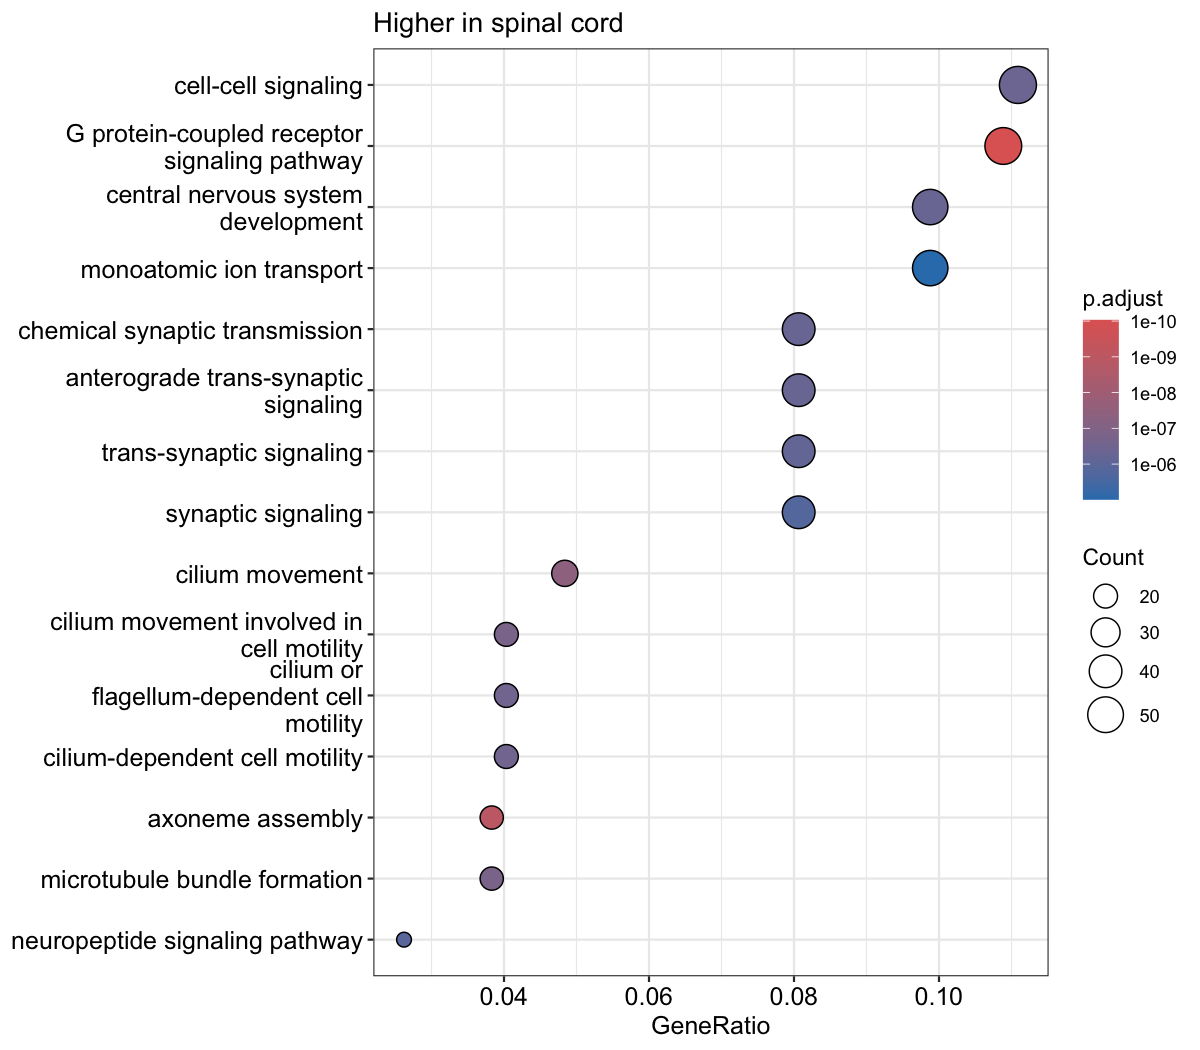 Higher in spinal cord
cell-cell signaling
G protein-coupled receptor
signaling pathway
central nervous system
development
monoatomic ion transport
chemical synaptic transmission
anterograde trans-synaptic
signaling
trans-synaptic signaling
synaptic signaling
cilium movement
cilium movement involved in
cell motility
cilium or
flagellum-dependent cell
motility
cilium-dependent cell motility
axoneme assembly
microtubule bundle formation
neuropeptide signaling pathway
0.04 0.06 0.08 0.10
GeneRatio
p.adjust
1e-10
1e-09
1e-08
1e-07
1e-06
Count
20
30
40
50